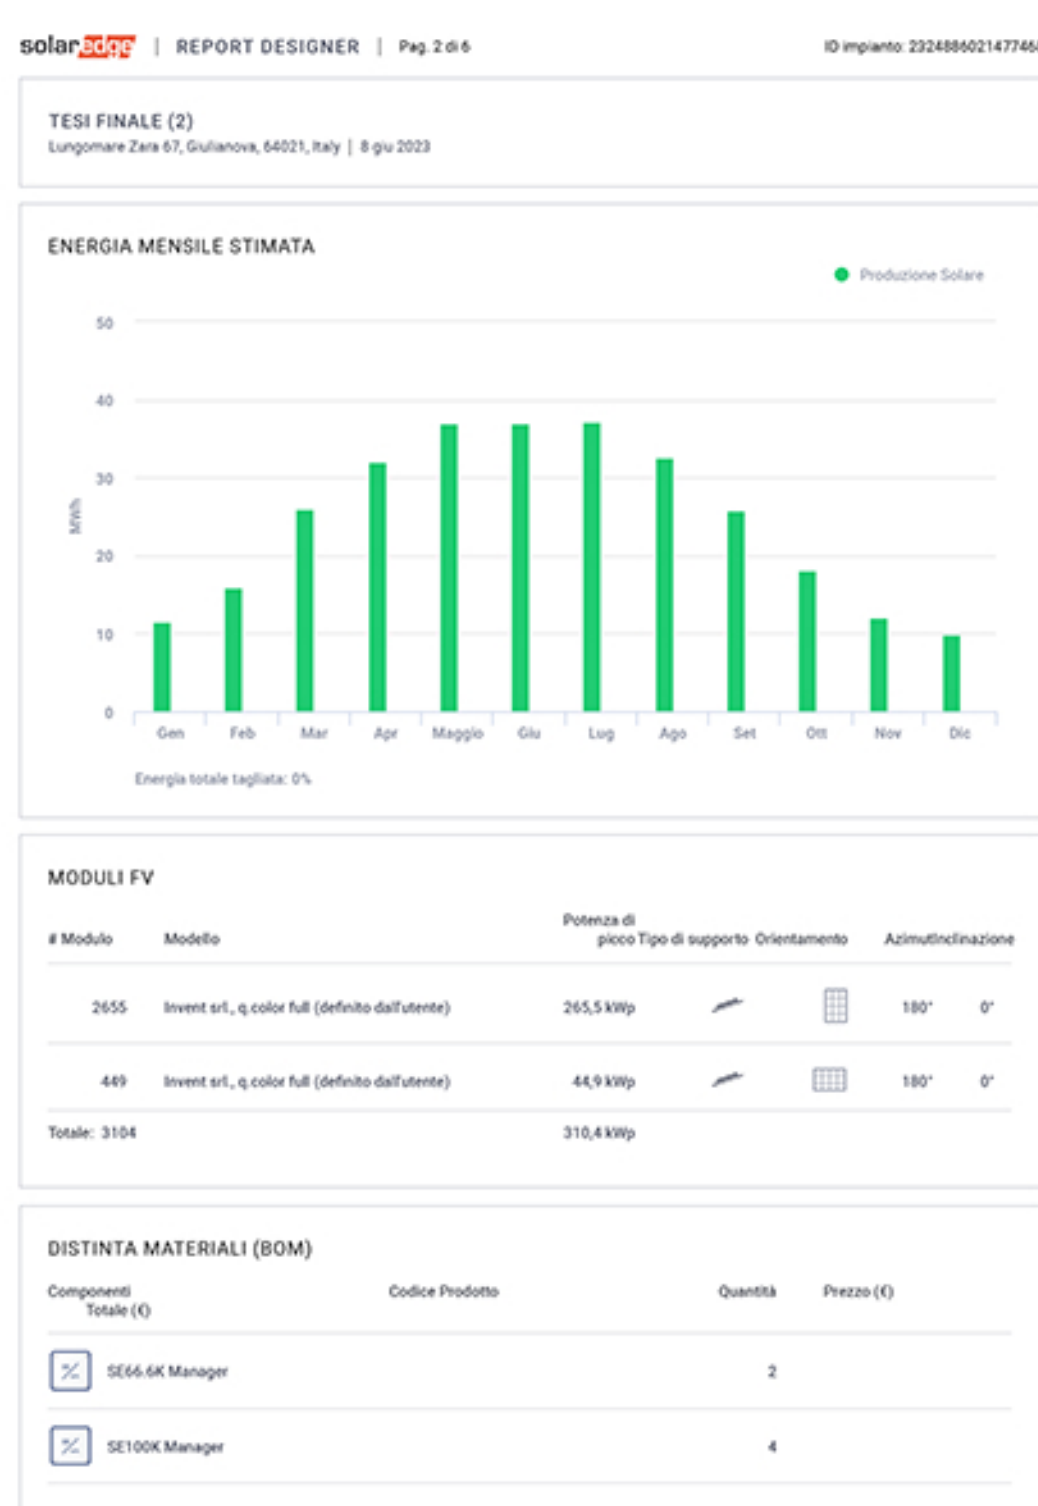 solaredge | REPORT DESIGNER | Pag. 2 di 6
ID impianto: 232488602147746
TESI FINALE (2)
Lungomare Zara 67, Giulianova, 64021, Italy | 8 giu 2023
ENERGIA MENSILE STIMATA
Produzione Solare
50
40
30
20
10
0
MWh
Gen Feb Mar Apr Maggio Giu Lug Ago Set Ott Nov Dic
Energia totale tagliata: 0%
MODULI FV
# Modulo Modello Potenza di picco Tipo di supporto Orientamento Azimut Inclinazione
2655 Invent srl., q.color full (definito dall'utente) 265,5 kWp 180° 0°
449 Invent srl., q.color full (definito dall'utente) 44,9 kWp 180° 0°
Totale: 3104 310,4 kWp
DISTINTA MATERIALI (BOM)
Componenti Codice Prodotto Quantità Prezzo (€)
Totale (€)
SE66.6K Manager 2
SE100K Manager 4